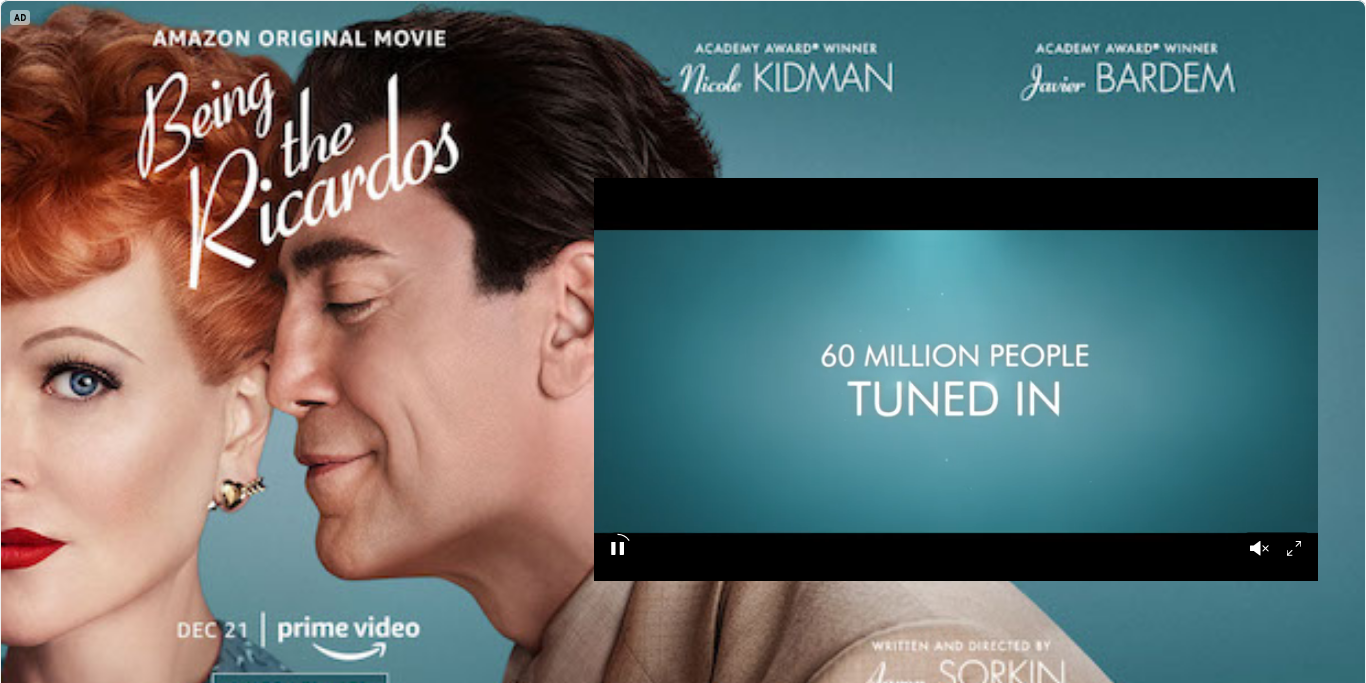 AD
AMAZON ORIGINAL MOVIE
Being
the
Ricardos
ACADEMY AWARD® WINNER
Nicole KIDMAN
ACADEMY AWARD® WINNER
Javier BARDEM
60 MILLION PEOPLE
TUNED IN
DEC 21 | prime video
WRITTEN AND DIRECTED BY
Aaron SORKIN